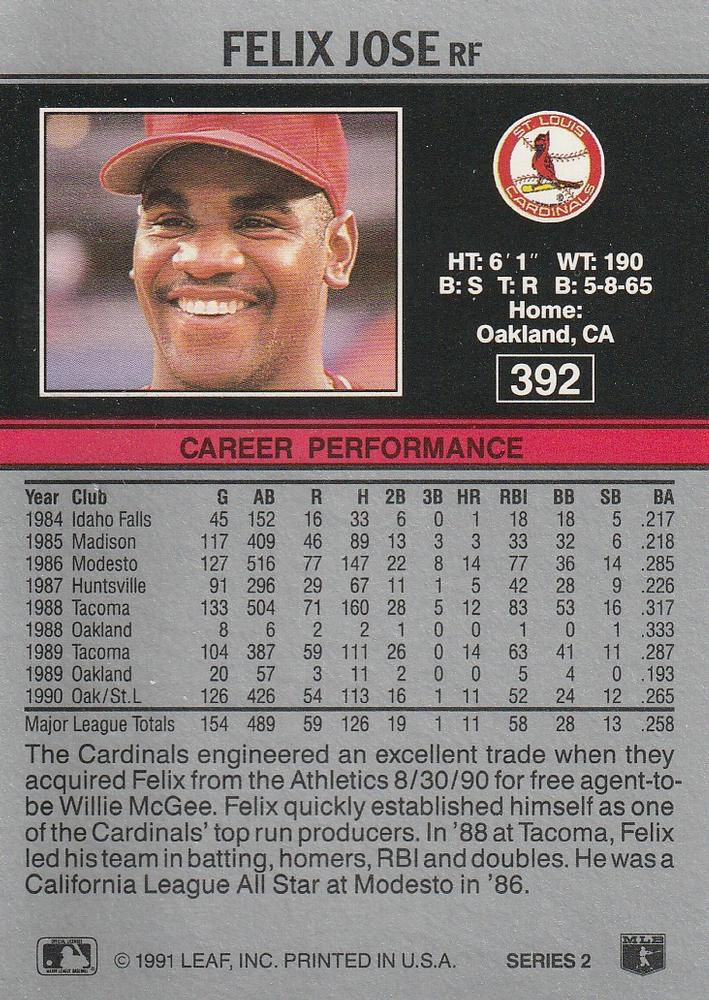 FELIX JOSE RF
ST. LOUIS
CARDINALS
HT: 6' 1" WT: 190
B: S T: R B: 5-8-65
Home:
Oakland, CA
392
CAREER PERFORMANCE
Year Club G AB R H 2B 3B HR RBI BB SB BA
1984 Idaho Falls 45 152 16 33 6 0 1 18 18 5 .217
1985 Madison 117 409 46 89 13 3 3 33 32 6 .218
1986 Modesto 127 516 77 147 22 8 14 77 36 14 .285
1987 Huntsville 91 296 29 67 11 1 5 42 28 9 .226
1988 Tacoma 133 504 71 160 28 5 12 83 53 16 .317
1988 Oakland 8 6 2 2 1 0 0 1 0 1 .333
1989 Tacoma 104 387 59 111 26 0 14 63 41 11 .287
1989 Oakland 20 57 3 11 2 0 0 5 4 0 .193
1990 Oak/St.L 126 426 54 113 16 1 11 52 24 12 .265
Major League Totals 154 489 59 126 19 1 11 58 28 13 .258
The Cardinals engineered an excellent trade when they
acquired Felix from the Athletics 8/30/90 for free agent-to-
be Willie McGee. Felix quickly established himself as one
of the Cardinals' top run producers. In '88 at Tacoma, Felix
led his team in batting, homers, RBI and doubles. He was a
California League All Star at Modesto in '86.
© 1991 LEAF, INC. PRINTED IN U.S.A. SERIES 2
MLB